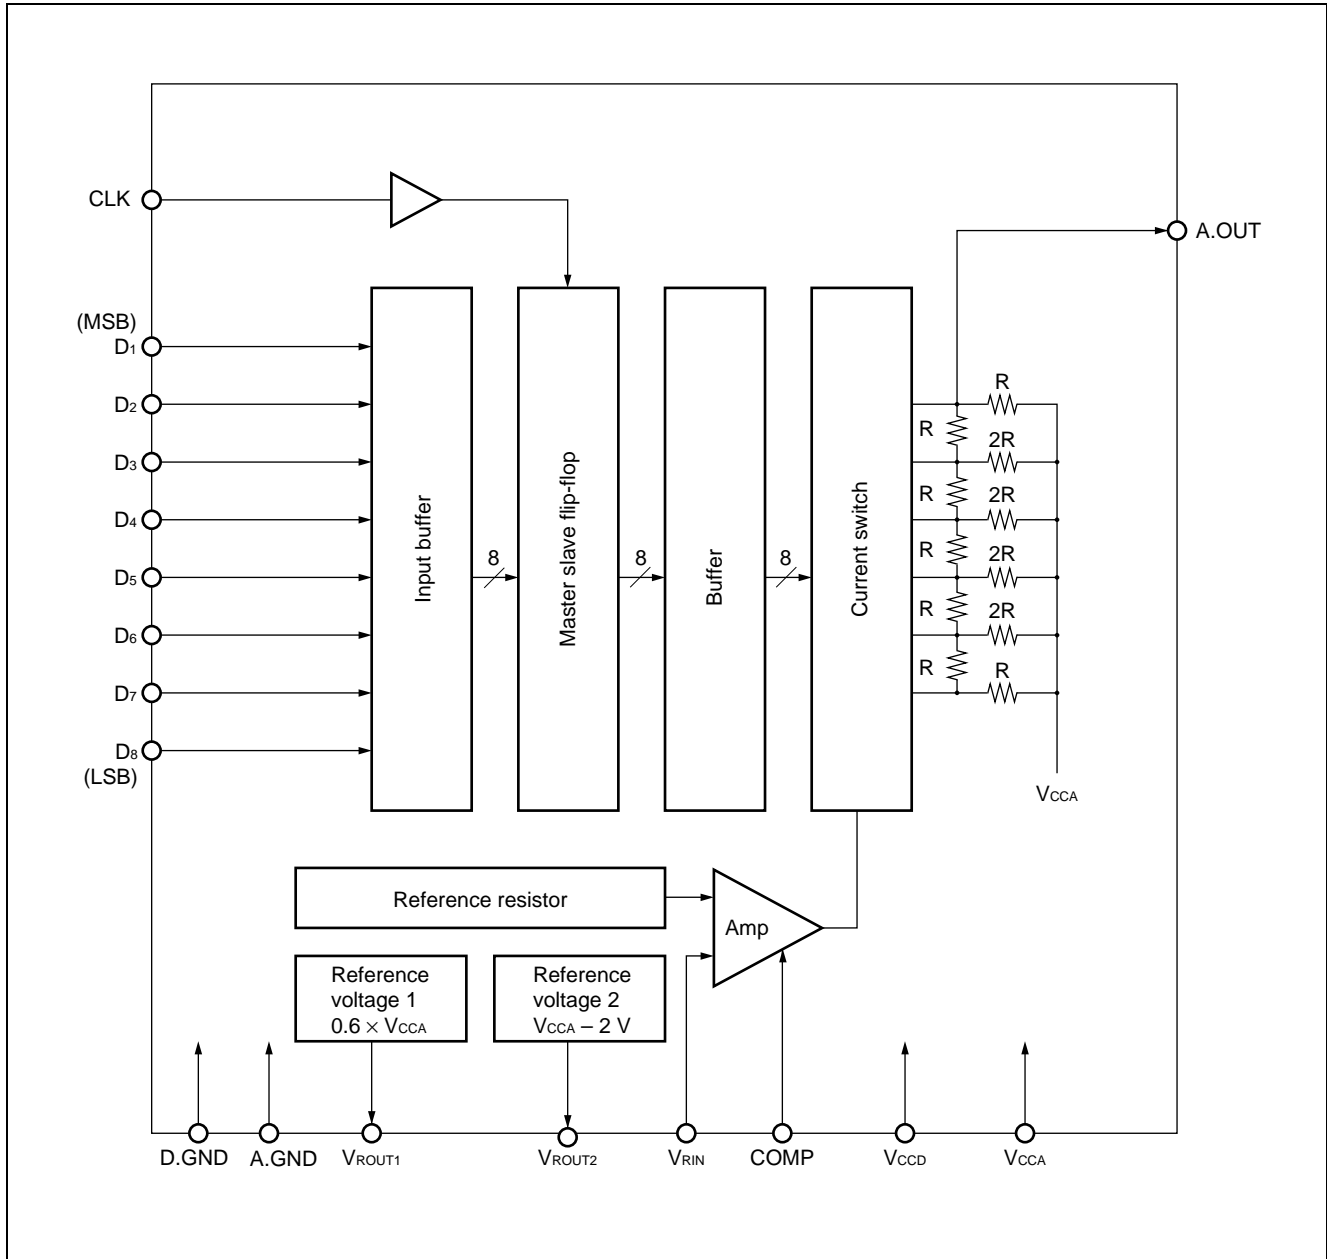 CLK
A.OUT
(MSB)
D₁
D₂
D₃
D₄
D₅
D₆
D₇
D₈
(LSB)
Input buffer
8
Master slave flip-flop
8
Buffer
8
Current switch
R
R
2R
R
2R
R
2R
R
2R
R
R
VCCA
Reference resistor
Amp
Reference
voltage 1
0.6 × VCCA
Reference
voltage 2
VCCA – 2 V
D.GND
A.GND
VROUT1
VROUT2
VRIN
COMP
VCCD
VCCA